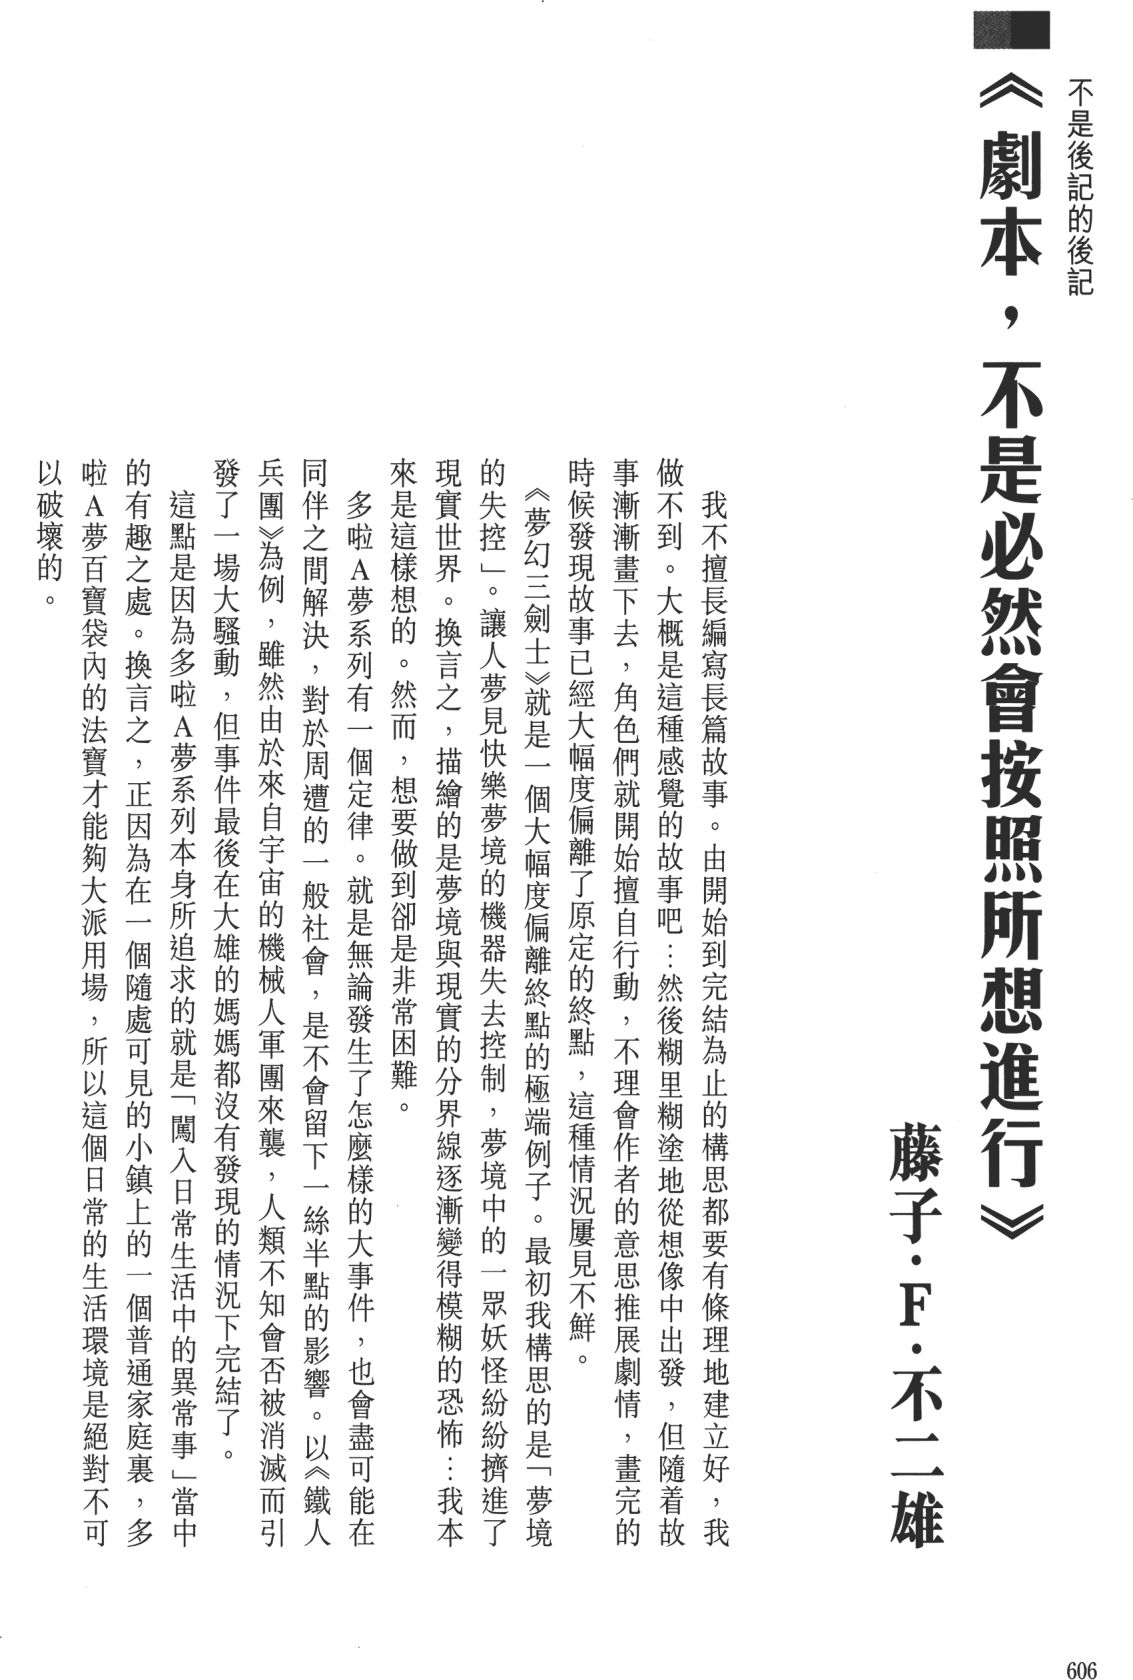 不是後記的後記
《劇本，不是必然會按照所想進行》
藤子·F·不二雄
我不擅長編寫長篇故事。由開始到完結為止的構思都要有條理地建立好，我
做不到。大概是這種感覺的故事吧…然後糊里糊塗地從想像中出發，但隨着故
事漸漸畫下去，角色們就開始擅自行動，不理會作者的意思推展劇情，畫完的
時候發現故事已經大幅度偏離了原定的終點，這種情況屢見不鮮。
《夢幻三劍士》就是一個大幅度偏離終點的極端例子。最初我構思的是「夢境
的失控」。讓人夢見快樂夢境的機器失去控制，夢境中的一眾妖怪紛紛擠進了
現實世界。換言之，描繪的是夢境與現實的分界線逐漸變得模糊的恐怖…我本
來是這樣想的。然而，想要做到卻是非常困難。
多啦A夢系列有一個定律。就是無論發生了怎麼樣的大事件，也會盡可能在
同伴之間解決，對於周遭的一般社會，是不會留下一絲半點的影響。以《鐵人
兵團》為例，雖然由於來自宇宙的機械人軍團來襲，人類不知會否被消滅而引
發了一場大騷動，但事件最後在大雄的媽媽都沒有發現的情況下完結了。
這點是因為多啦A夢系列本身所追求的就是「闖入日常生活中的異常事」當中
的有趣之處。換言之，正因為在一個隨處可見的小鎮上的一個普通家庭裏，多
啦A夢百寶袋內的法寶才能夠大派用場，所以這個日常的生活環境是絕對不可
以破壞的。
606